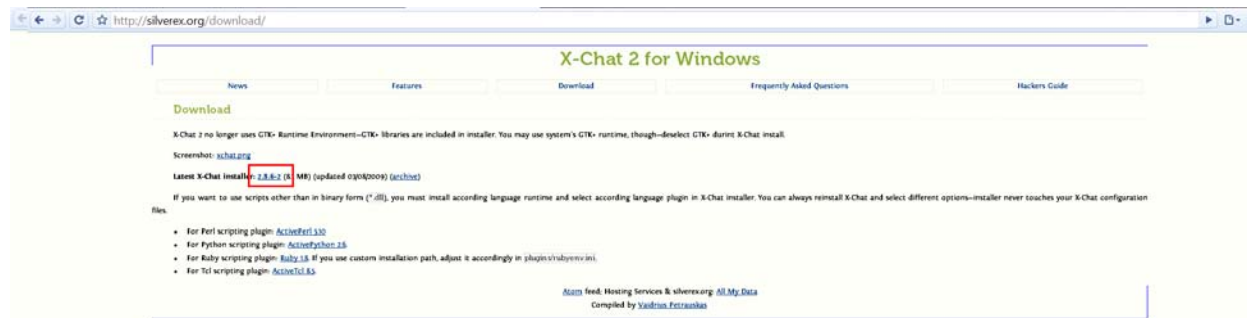 http://silverex.org/download/
X-Chat 2 for Windows
News Features Download Frequently Asked Questions Hackers Guide
Download
X-Chat 2 no longer uses GTK+ Runtime Environment—GTK+ libraries are included in installer. You may use system's GTK+ runtime, though—deselect GTK+ durint X-Chat install.
Screenshot: xchat.png
Latest X-Chat installer: 2.8.6-2 (8. MB) (updated 03/08/2009) (archive)
If you want to use scripts other than in binary form (*.dll), you must install according language runtime and select according language plugin in X-Chat installer. You can always reinstall X-Chat and select different options—installer never touches your X-Chat configuration
files.
• For Perl scripting plugin: ActivePerl 5.10
• For Python scripting plugin: ActivePython 2.6
• For Ruby scripting plugin: Ruby 1.8. If you use custom installation path, adjust it accordingly in plugins/rubyenv.ini.
• For Tcl scripting plugin: ActiveTcl 8.5
Atom feed; Hosting Services & silverex.org: All My Data
Compiled by Vaidrius Petrauskas